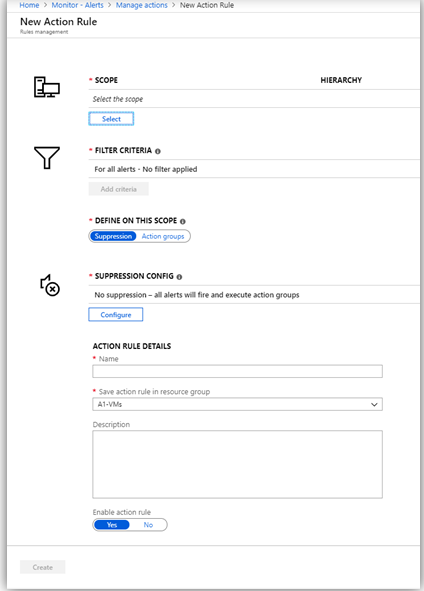 Home > Monitor - Alerts > Manage actions > New Action Rule
New Action Rule
Rules management
* SCOPE HIERARCHY
Select the scope
Select
* FILTER CRITERIA
For all alerts - No filter applied
Add criteria
* DEFINE ON THIS SCOPE
Suppression Action groups
* SUPPRESSION CONFIG
No suppression – all alerts will fire and execute action groups
Configure
ACTION RULE DETAILS
* Name
* Save action rule in resource group
A1-VMs
Description
Enable action rule
Yes No
Create